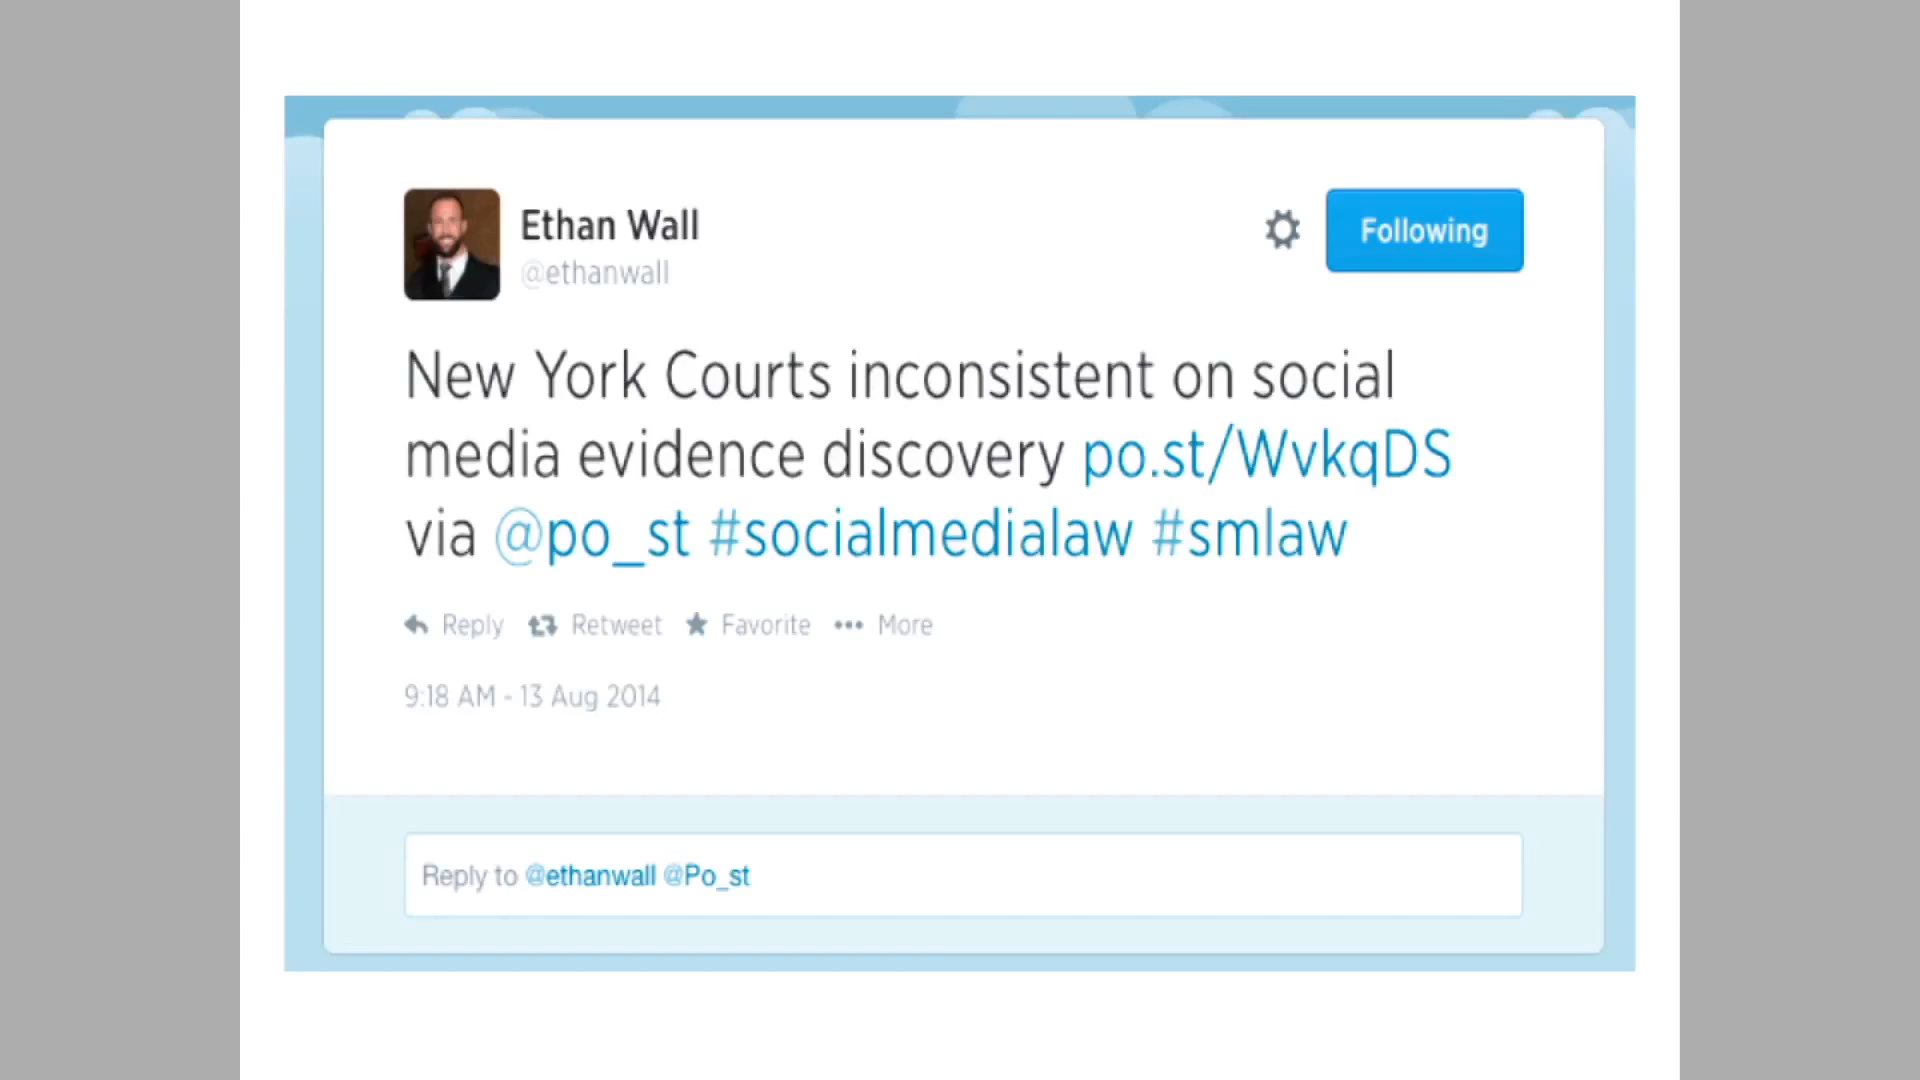 Ethan Wall
@ethanwall
Following
New York Courts inconsistent on social
media evidence discovery po.st/WvkqDS
via @po_st #socialmedialaw #smlaw
Reply Retweet Favorite More
9:18 AM - 13 Aug 2014
Reply to @ethanwall @Po_st